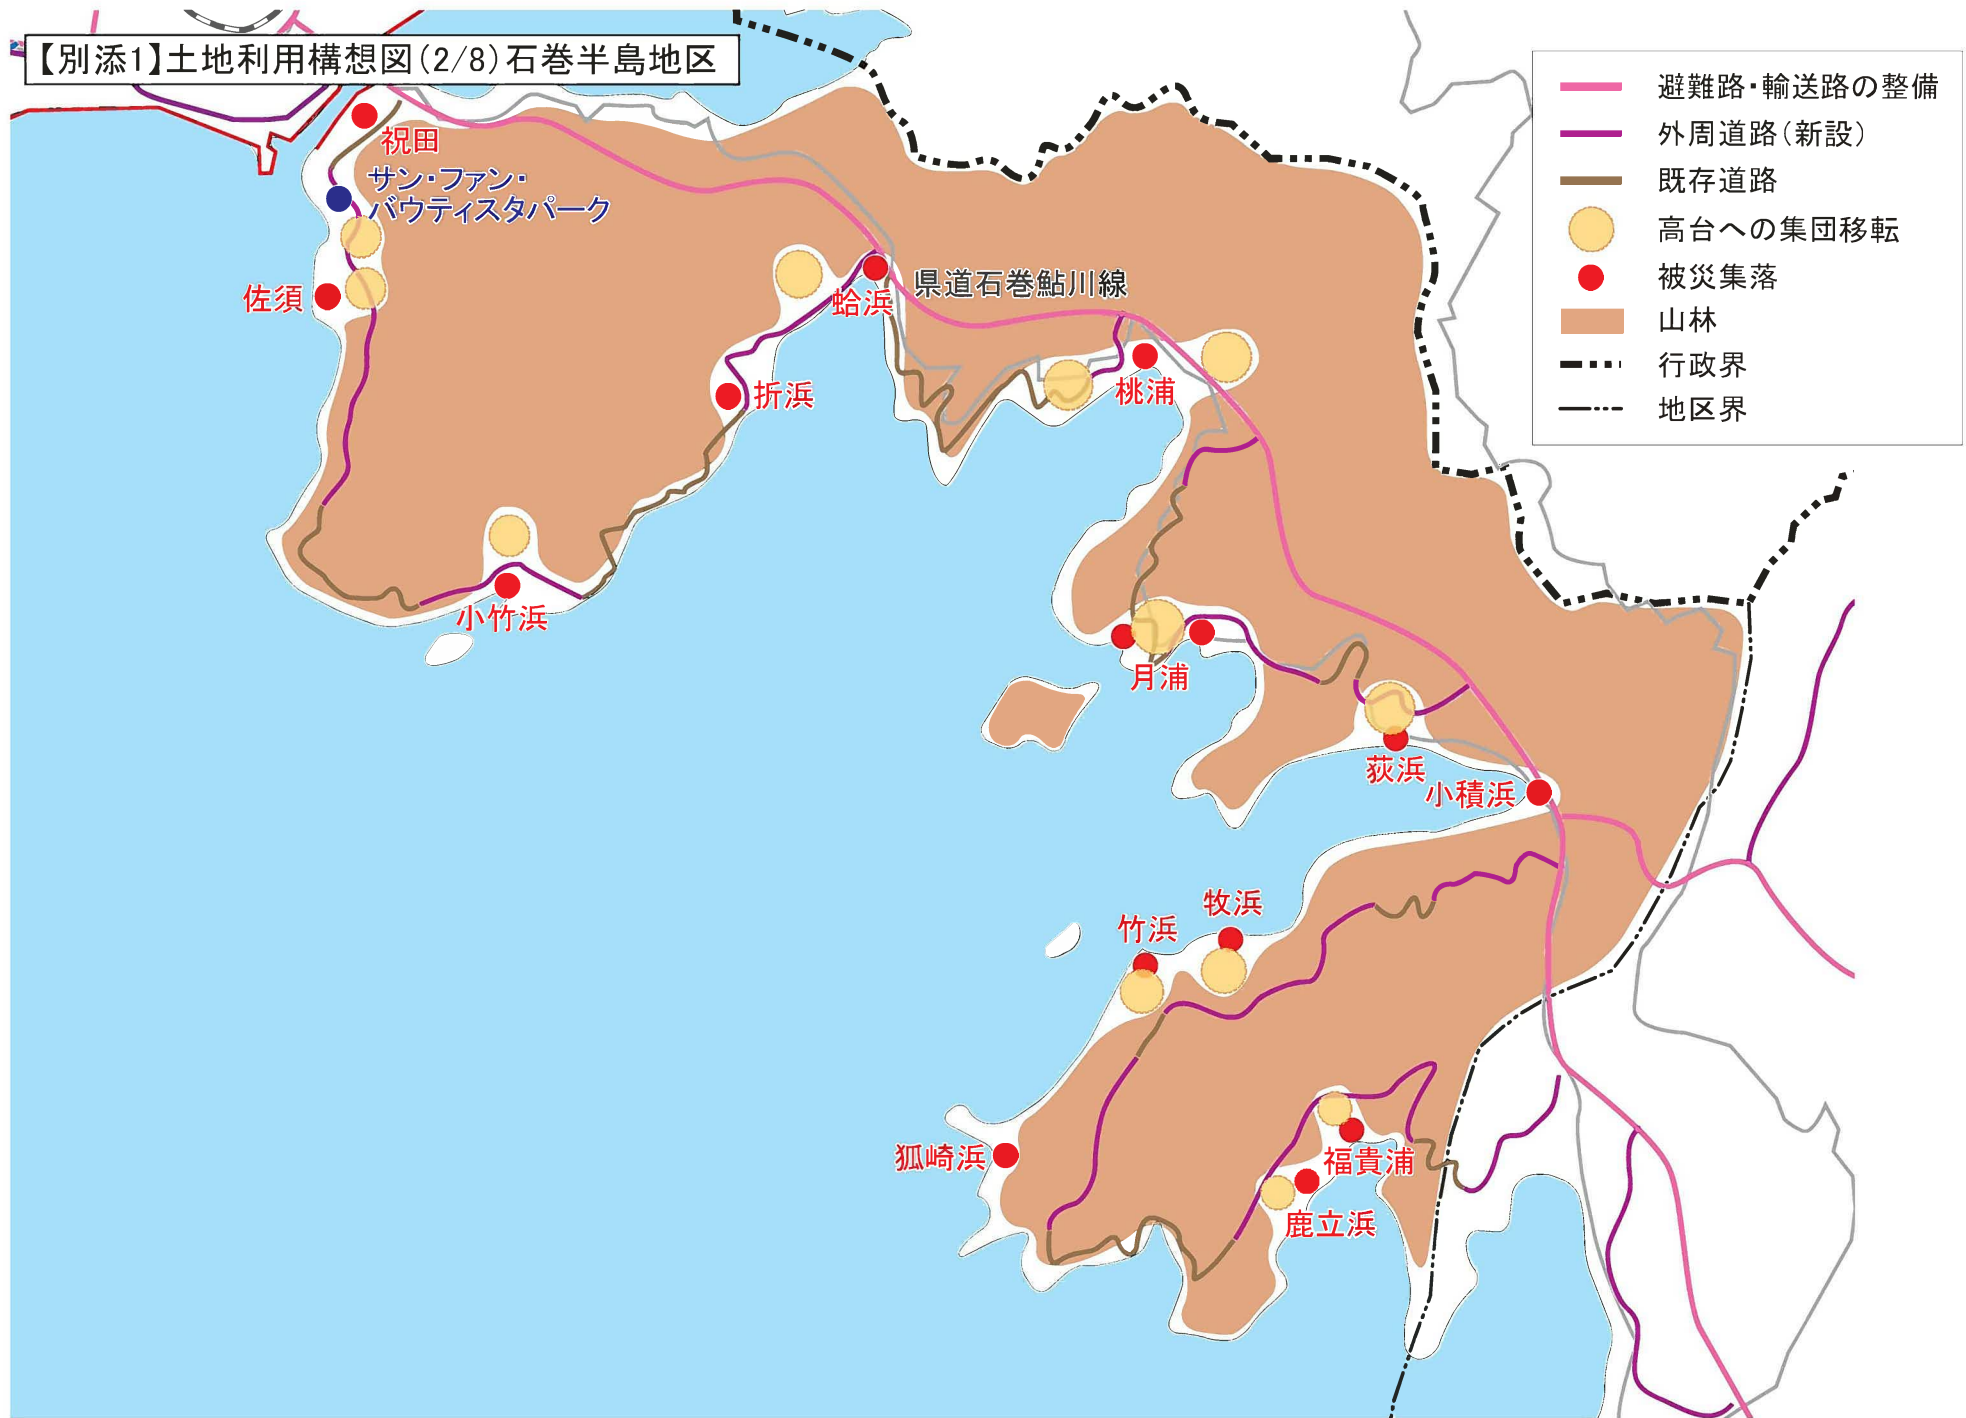 【別添1】土地利用構想図(2/8)石巻半島地区
避難路・輸送路の整備
外周道路(新設)
既存道路
高台への集団移転
被災集落
山林
行政界
地区界
祝田
サン・ファン・
バウティスタパーク
佐須
蛤浜
県道石巻鮎川線
折浜
桃浦
小竹浜
月浦
荻浜
小積浜
牧浜
竹浜
狐崎浜
福貴浦
鹿立浜